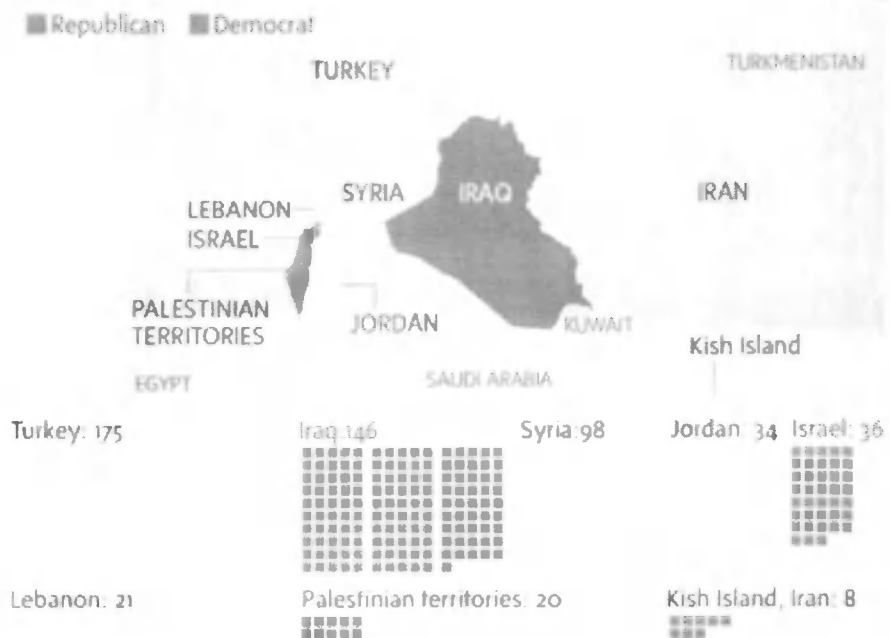 Republican Democrat
TURKEY
TURKMENISTAN
SYRIA
IRAQ
IRAN
LEBANON
ISRAEL
PALESTINIAN
TERRITORIES
JORDAN
KUWAIT
Kish Island
EGYPT
SAUDI ARABIA
Turkey: 175
Iraq:146
Syria:98
Jordan: 34
Israel: 36
Lebanon: 21
Palestinian territories: 20
Kish Island, Iran: 8